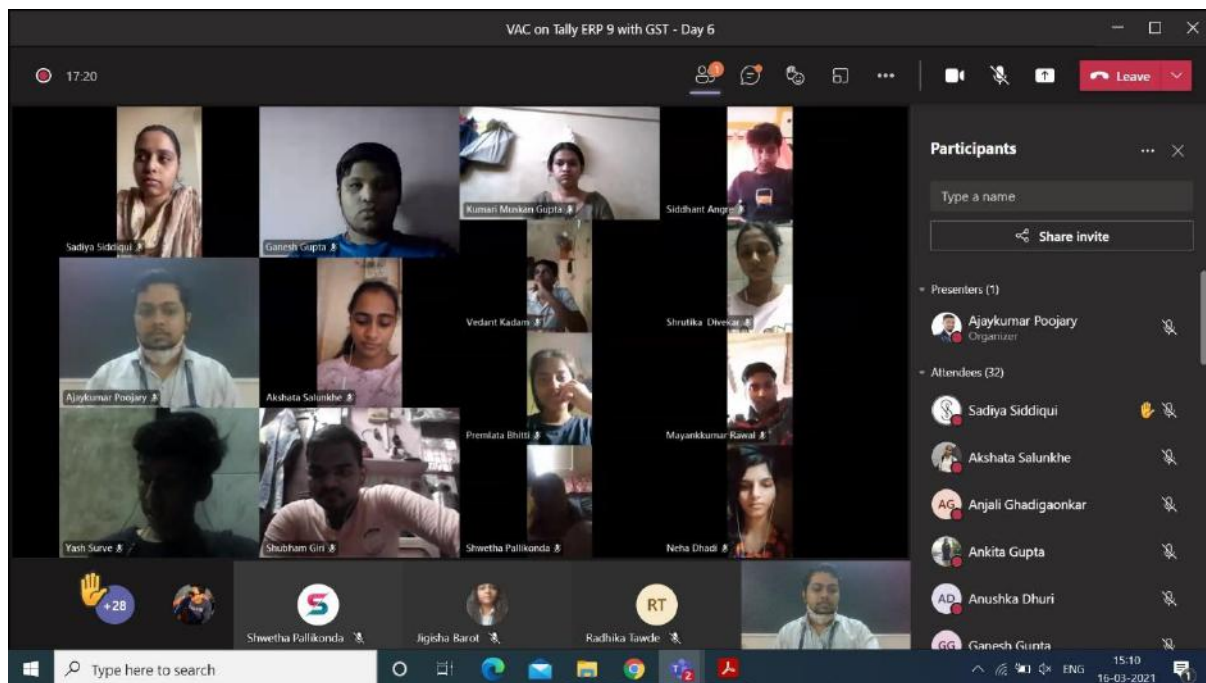 VAC on Tally ERP 9 with GST - Day 6
17:20
1
Leave
Participants
Type a name
Share invite
Presenters (1)
Ajaykumar Poojary
Organizer
Attendees (32)
Sadiya Siddiqui
Akshata Salunkhe
AG
Anjali Ghadigaonkar
Ankita Gupta
AD
Anushka Dhuri
GG
Ganesh Gupta
Sadiya Siddiqui
Ganesh Gupta
Kumari Muskan Gupta
Siddhant Angre
Vedant Kadam
Shrutika Divekar
Ajaykumar Poojary
Akshata Salunkhe
Premlata Bhitti
Mayankkumar Rawal
Yash Surve
Shubham Giri
Shwetha Pallikonda
Neha Dhadi
+28
Shwetha Pallikonda
Jigisha Barot
RT
Radhika Tawde
Type here to search
2
ENG
15:10
16-03-2021
1